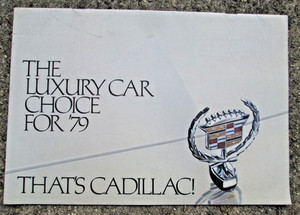 THE
LUXURY CAR
CHOICE
FOR '79
THAT'S CADILLAC!